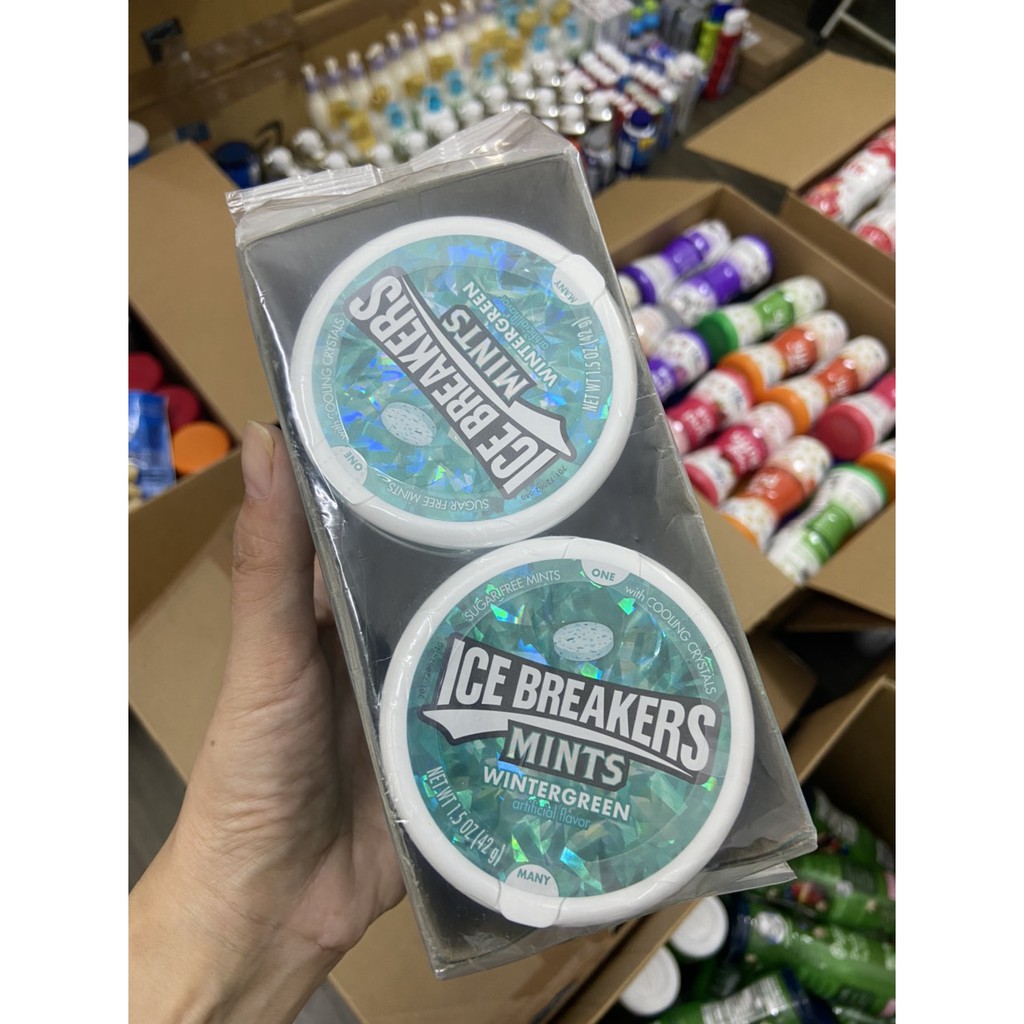 MANY
ICE BREAKERS
MINTS
WINTERGREEN
artificial flavor
NET WT 1.5 OZ (42 g)
with COOLING CRYSTALS
ONE
SUGAR FREE MINTS
SUGAR FREE MINTS
ONE
with COOLING CRYSTALS
ICE BREAKERS
MINTS
WINTERGREEN
artificial flavor
NET WT 1.5 OZ (42 g)
MANY